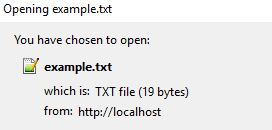 Opening example.txt
You have chosen to open:
example.txt
which is: TXT file (19 bytes)
from: http://localhost